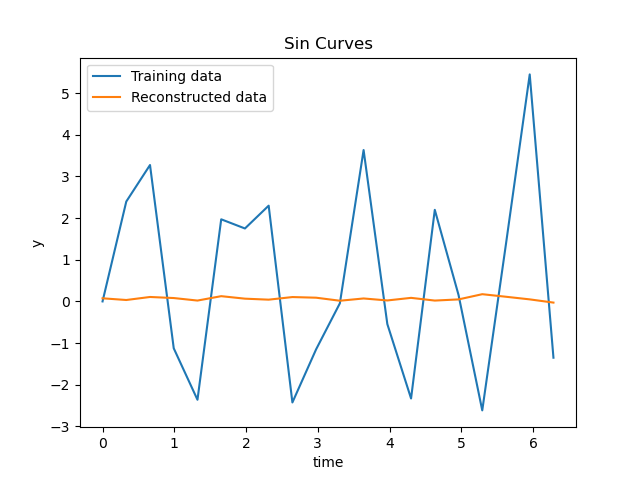 Sin Curves
Training data
Reconstructed data
5
4
3
2
1
0
−1
−2
−3
y
0 1 2 3 4 5 6
time